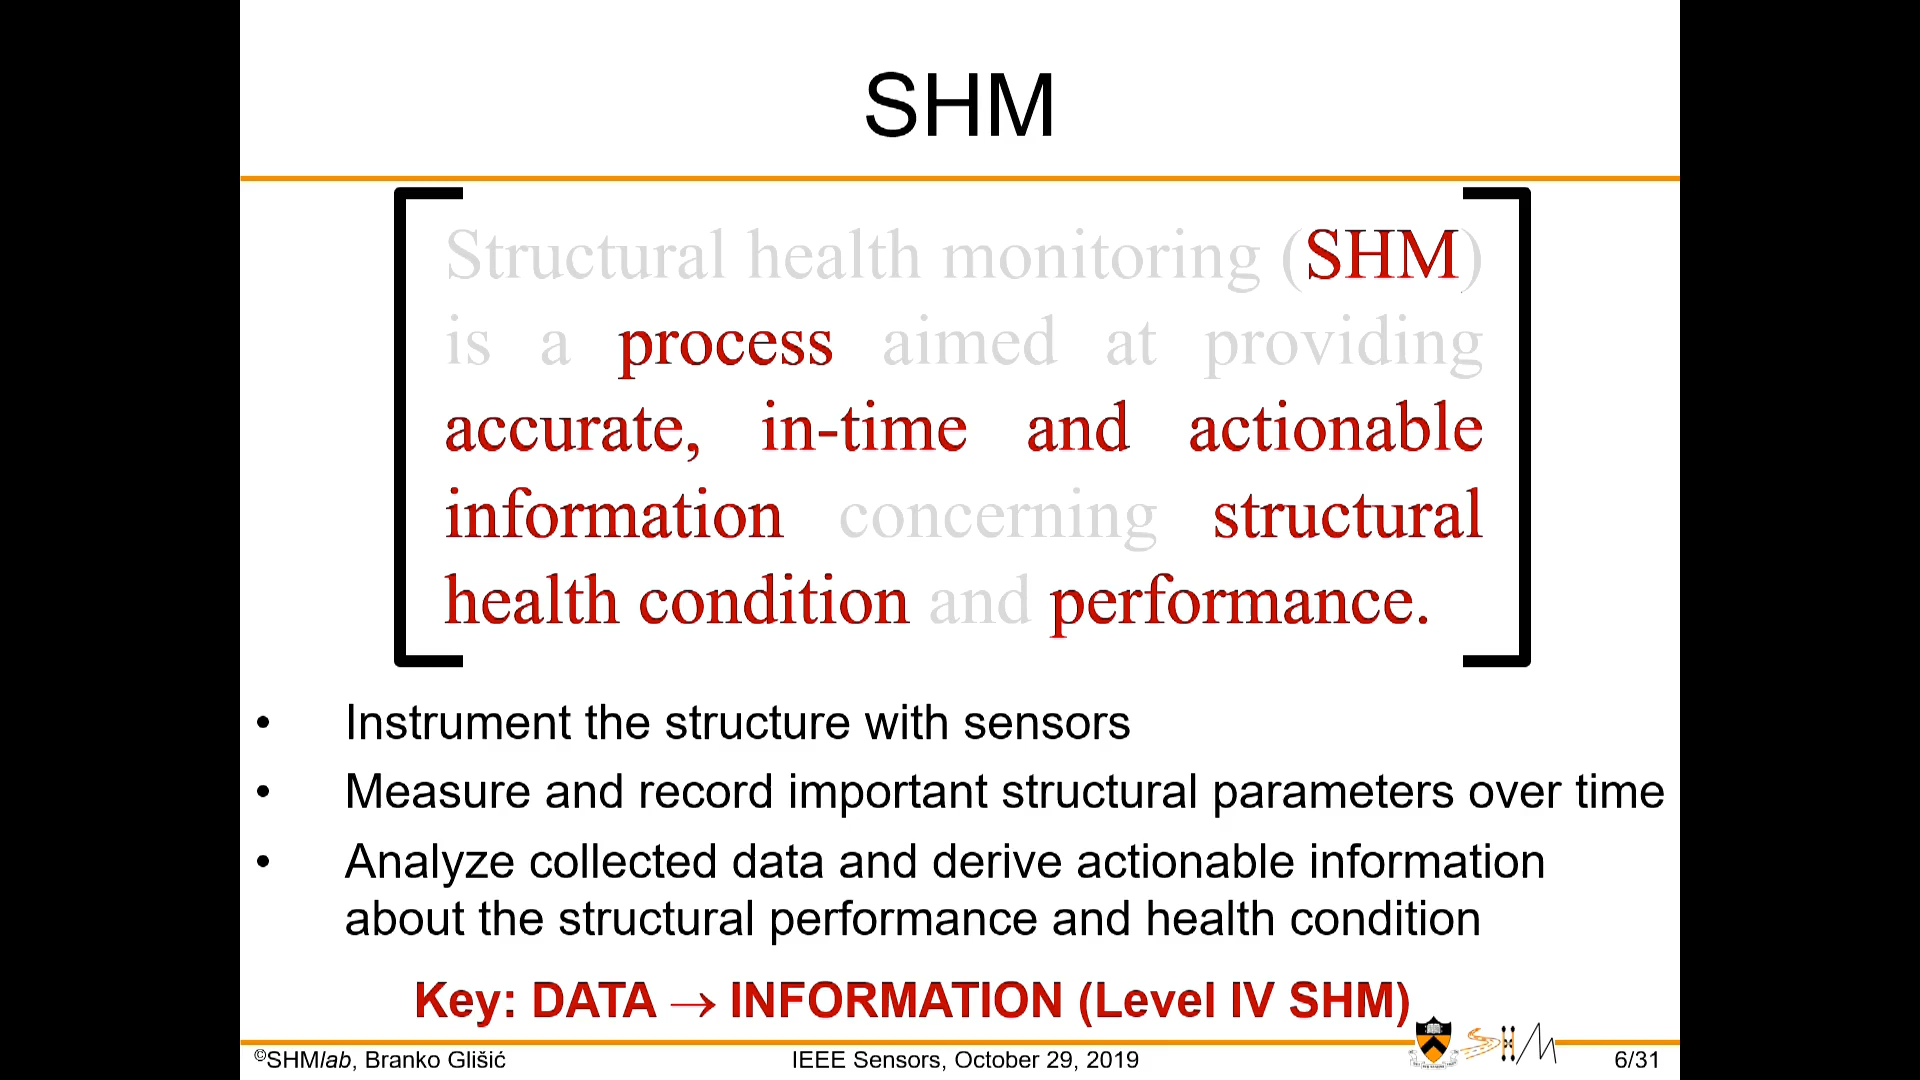 SHM
Structural health monitoring (SHM)
is a process aimed at providing
accurate, in-time and actionable
information concerning structural
health condition and performance.
• Instrument the structure with sensors
• Measure and record important structural parameters over time
• Analyze collected data and derive actionable information
about the structural performance and health condition
Key: DATA → INFORMATION (Level IV SHM)
©SHMlab, Branko Glišić
IEEE Sensors, October 29, 2019
SHM
6/31